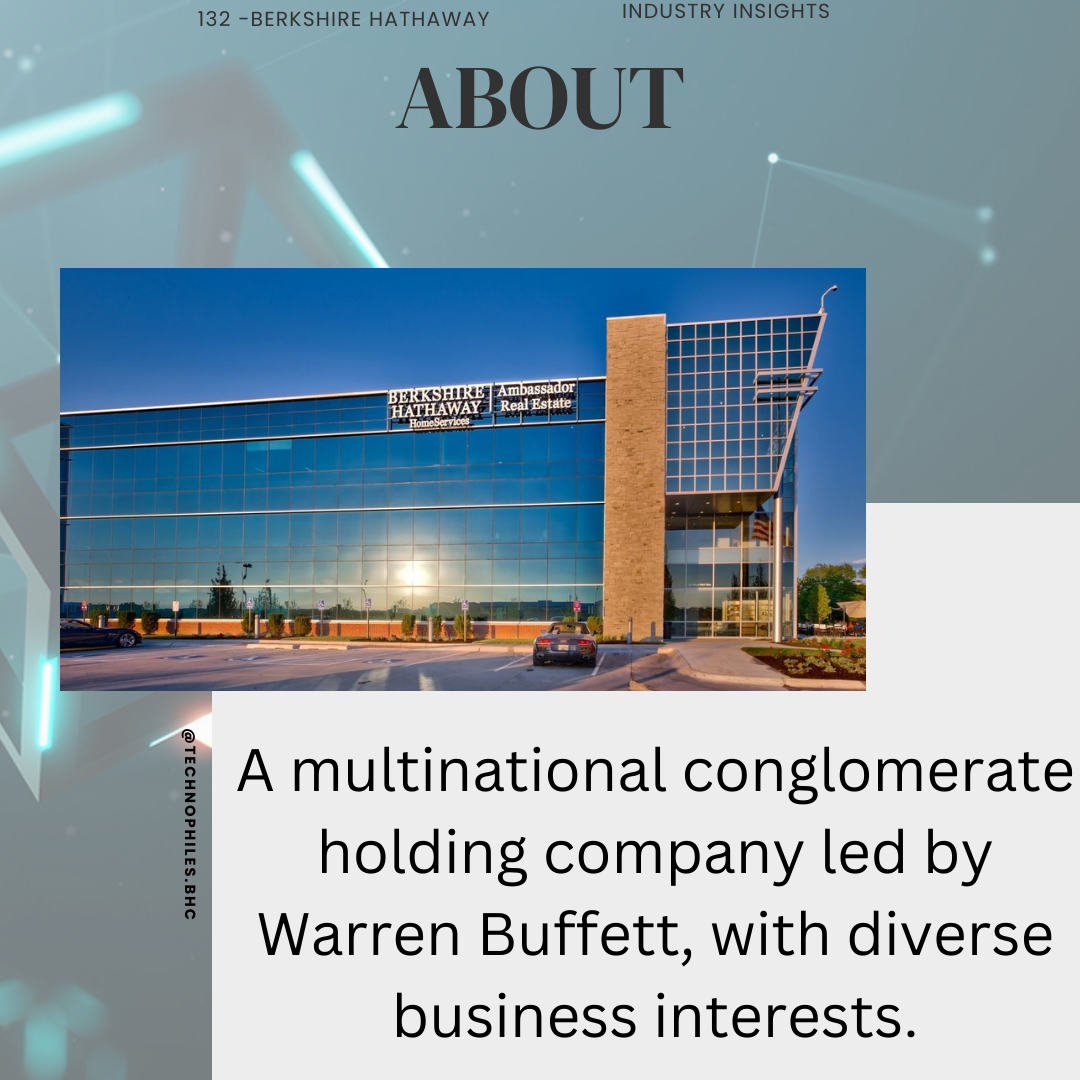 132 -BERKSHIRE HATHAWAY
INDUSTRY INSIGHTS
ABOUT
BERKSHIRE
HATHAWAY
HomeServices
Ambassador
Real Estate
@TECHNOPHILES.BHC
A multinational conglomerate
holding company led by
Warren Buffett, with diverse
business interests.